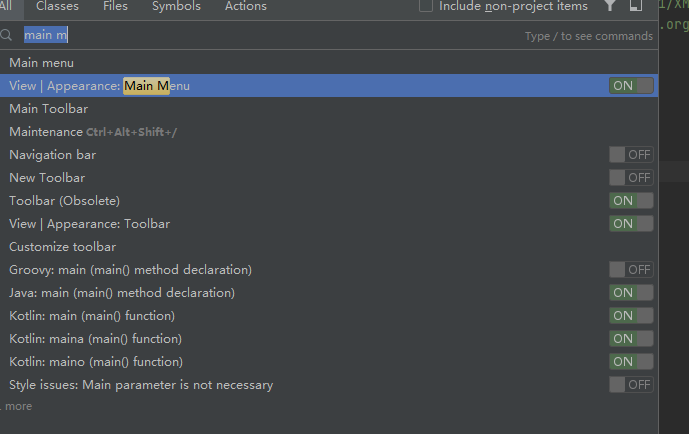 All Classes Files Symbols Actions Include non-project items
main m Type / to see commands
Main menu
View | Appearance: Main Menu ON
Main Toolbar
Maintenance Ctrl+Alt+Shift+/
Navigation bar OFF
New Toolbar OFF
Toolbar (Obsolete) ON
View | Appearance: Toolbar ON
Customize toolbar
Groovy: main (main() method declaration) OFF
Java: main (main() method declaration) ON
Kotlin: main (main() function) ON
Kotlin: maina (main() function) ON
Kotlin: maino (main() function) ON
Style issues: Main parameter is not necessary OFF
... more
/XM
.org